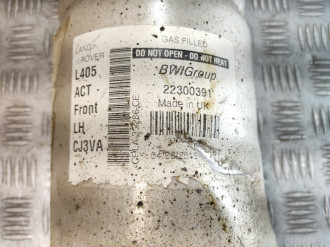 LAND
ROVER
L405
ACT
Front
LH
CJ3VA
GAS FILLED
DO NOT OPEN - DO NOT HEAT
BWIGroup
22300391
Made in UK